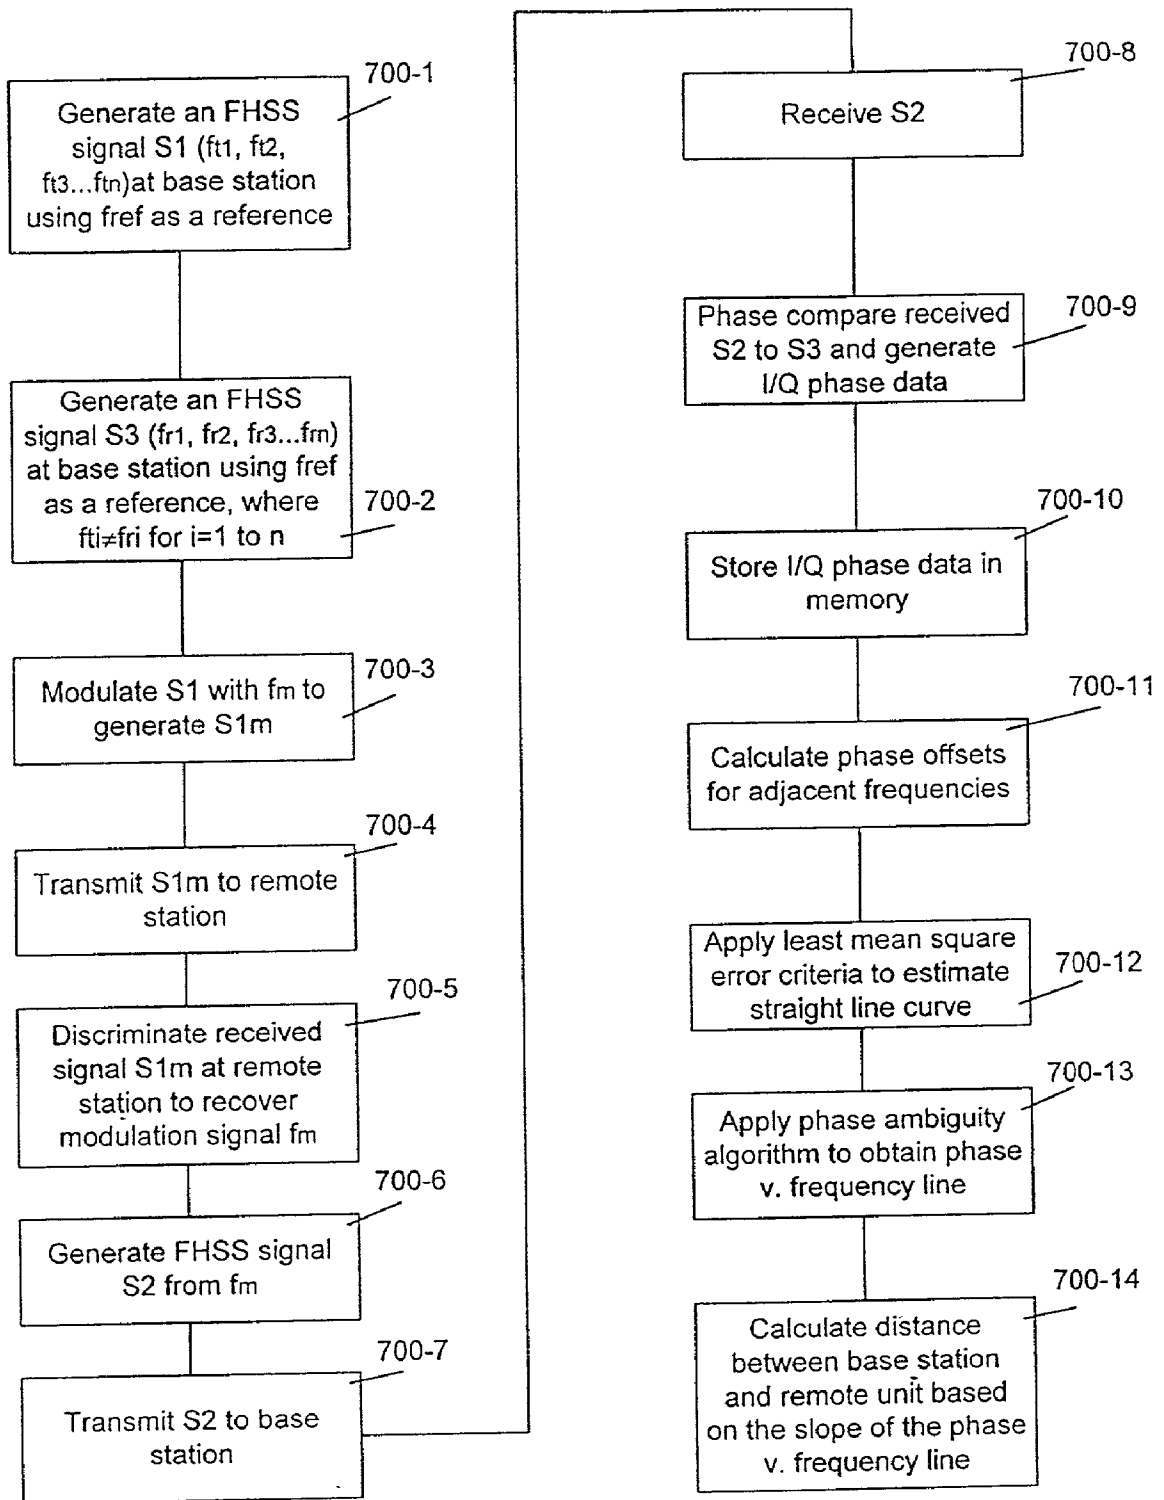 700-1
Generate an FHSS
signal S1 (ft1, ft2,
ft3...ftn)at base station
using fref as a reference
700-2
Generate an FHSS
signal S3 (fr1, fr2, fr3...frn)
at base station using fref
as a reference, where
fti≠fri for i=1 to n
700-3
Modulate S1 with fm to
generate S1m
700-4
Transmit S1m to remote
station
700-5
Discriminate received
signal S1m at remote
station to recover
modulation signal fm
700-6
Generate FHSS signal
S2 from fm
700-7
Transmit S2 to base
station
700-8
Receive S2
700-9
Phase compare received
S2 to S3 and generate
I/Q phase data
700-10
Store I/Q phase data in
memory
700-11
Calculate phase offsets
for adjacent frequencies
700-12
Apply least mean square
error criteria to estimate
straight line curve
700-13
Apply phase ambiguity
algorithm to obtain phase
v. frequency line
700-14
Calculate distance
between base station
and remote unit based
on the slope of the phase
v. frequency line